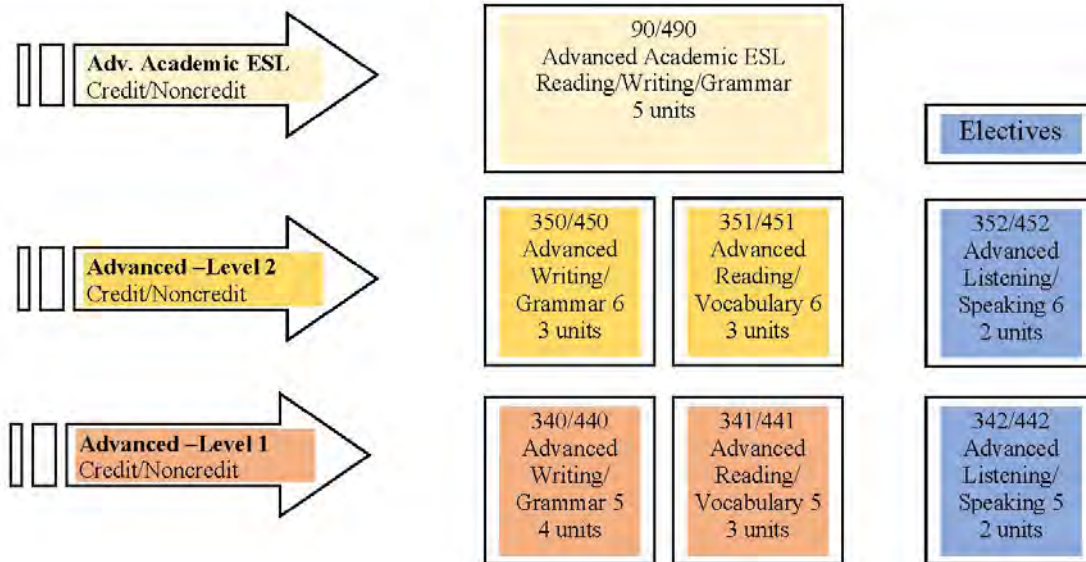 Adv. Academic ESL
Credit/Noncredit
90/490
Advanced Academic ESL
Reading/Writing/Grammar
5 units
Electives
Advanced –Level 2
Credit/Noncredit
350/450
Advanced
Writing/
Grammar 6
3 units
351/451
Advanced
Reading/
Vocabulary 6
3 units
352/452
Advanced
Listening/
Speaking 6
2 units
Advanced –Level 1
Credit/Noncredit
340/440
Advanced
Writing/
Grammar 5
4 units
341/441
Advanced
Reading/
Vocabulary 5
3 units
342/442
Advanced
Listening/
Speaking 5
2 units